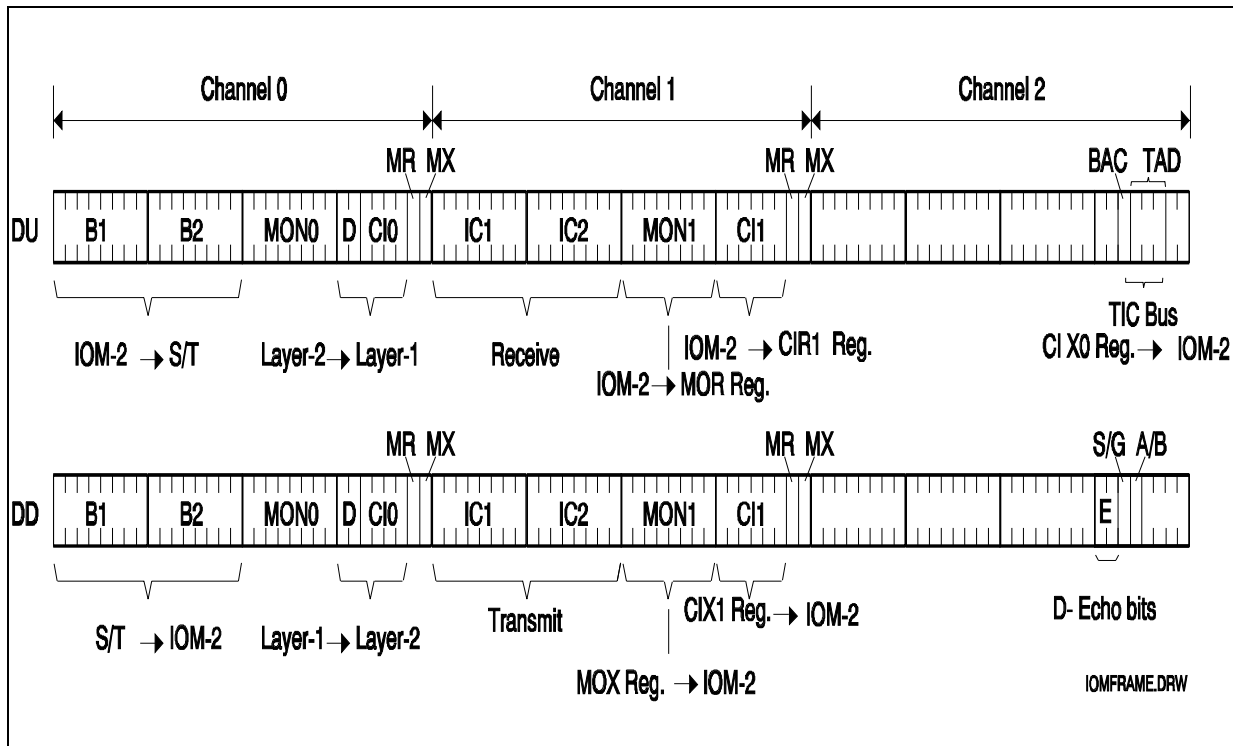 Channel 0 Channel 1 Channel 2
MR MX MR MX BAC TAD
DU B1 B2 MON0 D CI0 IC1 IC2 MON1 CI1
IOM-2 → S/T Layer-2 → Layer-1 Receive IOM-2 → CIR1 Reg. TIC Bus
IOM-2 → MOR Reg. CI X0 Reg. → IOM-2
MR MX MR MX S/G A/B
DD B1 B2 MON0 D CI0 IC1 IC2 MON1 CI1 E
S/T → IOM-2 Layer-1 → Layer-2 Transmit CIX1 Reg. → IOM-2 D- Echo bits
MOX Reg. → IOM-2 IOMFRAME.DRW